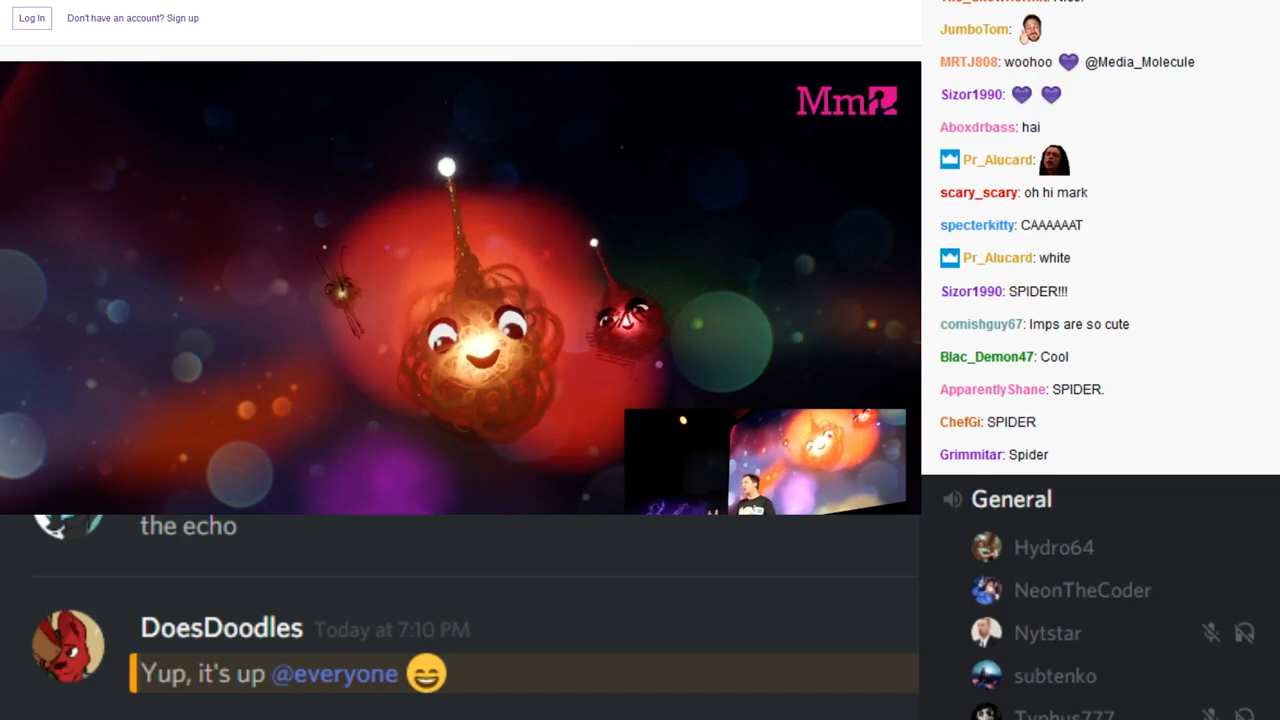 Log In
Don't have an account? Sign up
Mm
JumboTom:
MRTJ808: woohoo @Media_Molecule
Sizor1990:
Aboxdrbass: hai
Pr_Alucard:
scary_scary: oh hi mark
specterkitty: CAAAAAAT
Pr_Alucard: white
Sizor1990: SPIDER!!!
comishguy67: Imps are so cute
Blac_Demon47: Cool
ApparentlyShane: SPIDER.
ChefGi: SPIDER
Grimmitar: Spider
the echo
DoesDoodles Today at 7:10 PM
Yup, it's up @everyone
General
Hydro64
NeonTheCoder
Nytstar
subtenko
Typhus777